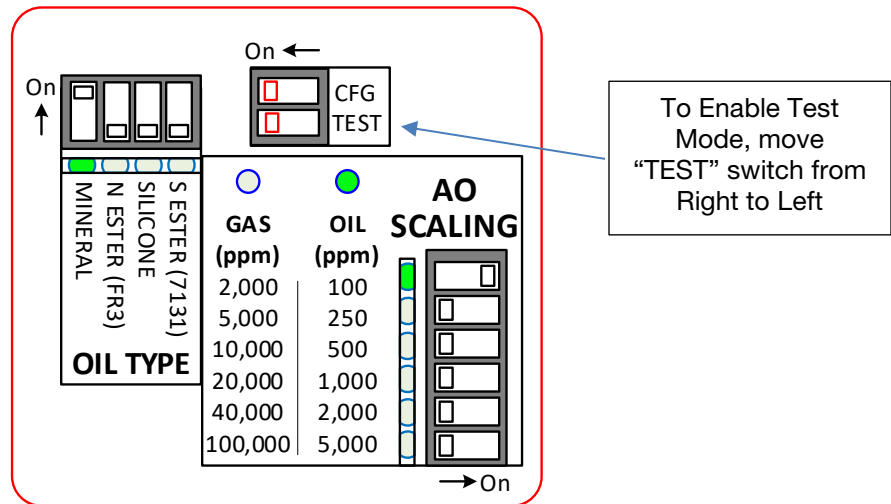 On
On
CFG
TEST
To Enable Test
Mode, move
“TEST” switch from
Right to Left
MINERAL
N ESTER (FR3)
SILICONE
S ESTER (7131)
OIL TYPE
GAS
(ppm)
OIL
(ppm)
AO
SCALING
2,000 100
5,000 250
10,000 500
20,000 1,000
40,000 2,000
100,000 5,000
On